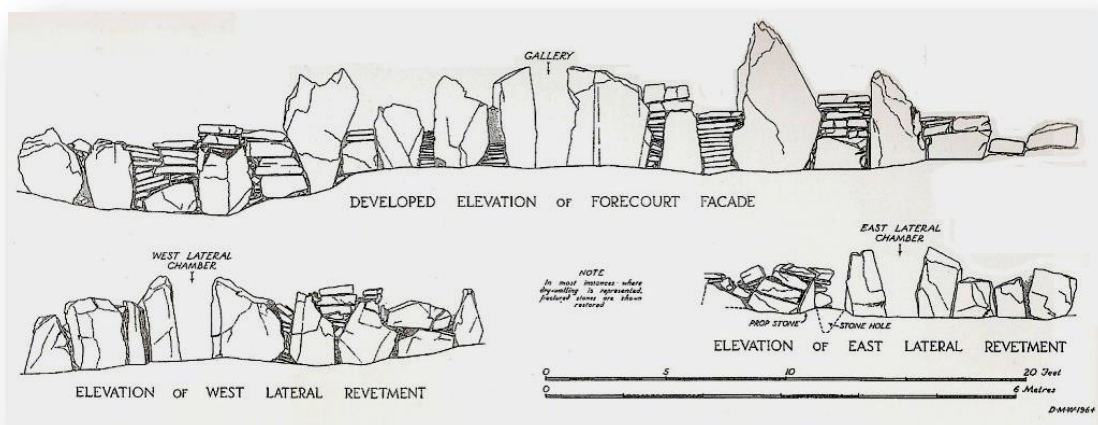 GALLERY
DEVELOPED ELEVATION OF FORECOURT FACADE
WEST LATERAL
CHAMBER
EAST LATERAL
CHAMBER
NOTE
In most instances where
dry-walling is represented,
fractured stones are shown
restored
PROP STONE
STONE HOLE
ELEVATION OF EAST LATERAL REVETMENT
ELEVATION OF WEST LATERAL REVETMENT
0 5 10 20 Feet
0 6 Metres
D·M·W·1964